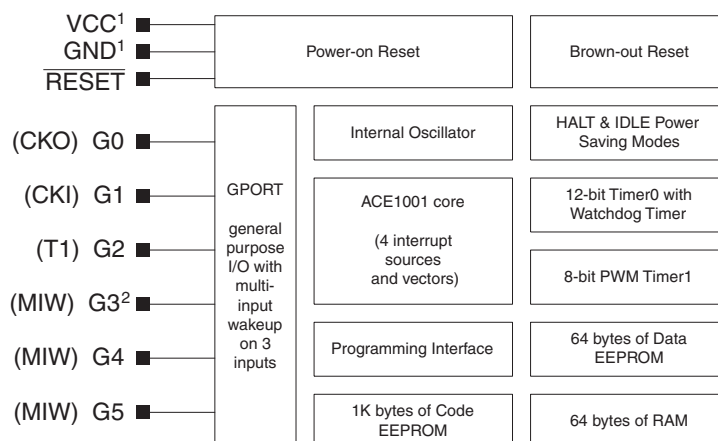 VCC¹
GND¹
RESET
Power-on Reset
Brown-out Reset
(CKO) G0
(CKI) G1
(T1) G2
(MIW) G3²
(MIW) G4
(MIW) G5
GPORT
general
purpose
I/O with
multi-
input
wakeup
on 3
inputs
Internal Oscillator
HALT & IDLE Power
Saving Modes
ACE1001 core
(4 interrupt
sources
and vectors)
12-bit Timer0 with
Watchdog Timer
8-bit PWM Timer1
Programming Interface
64 bytes of Data
EEPROM
1K bytes of Code
EEPROM
64 bytes of RAM